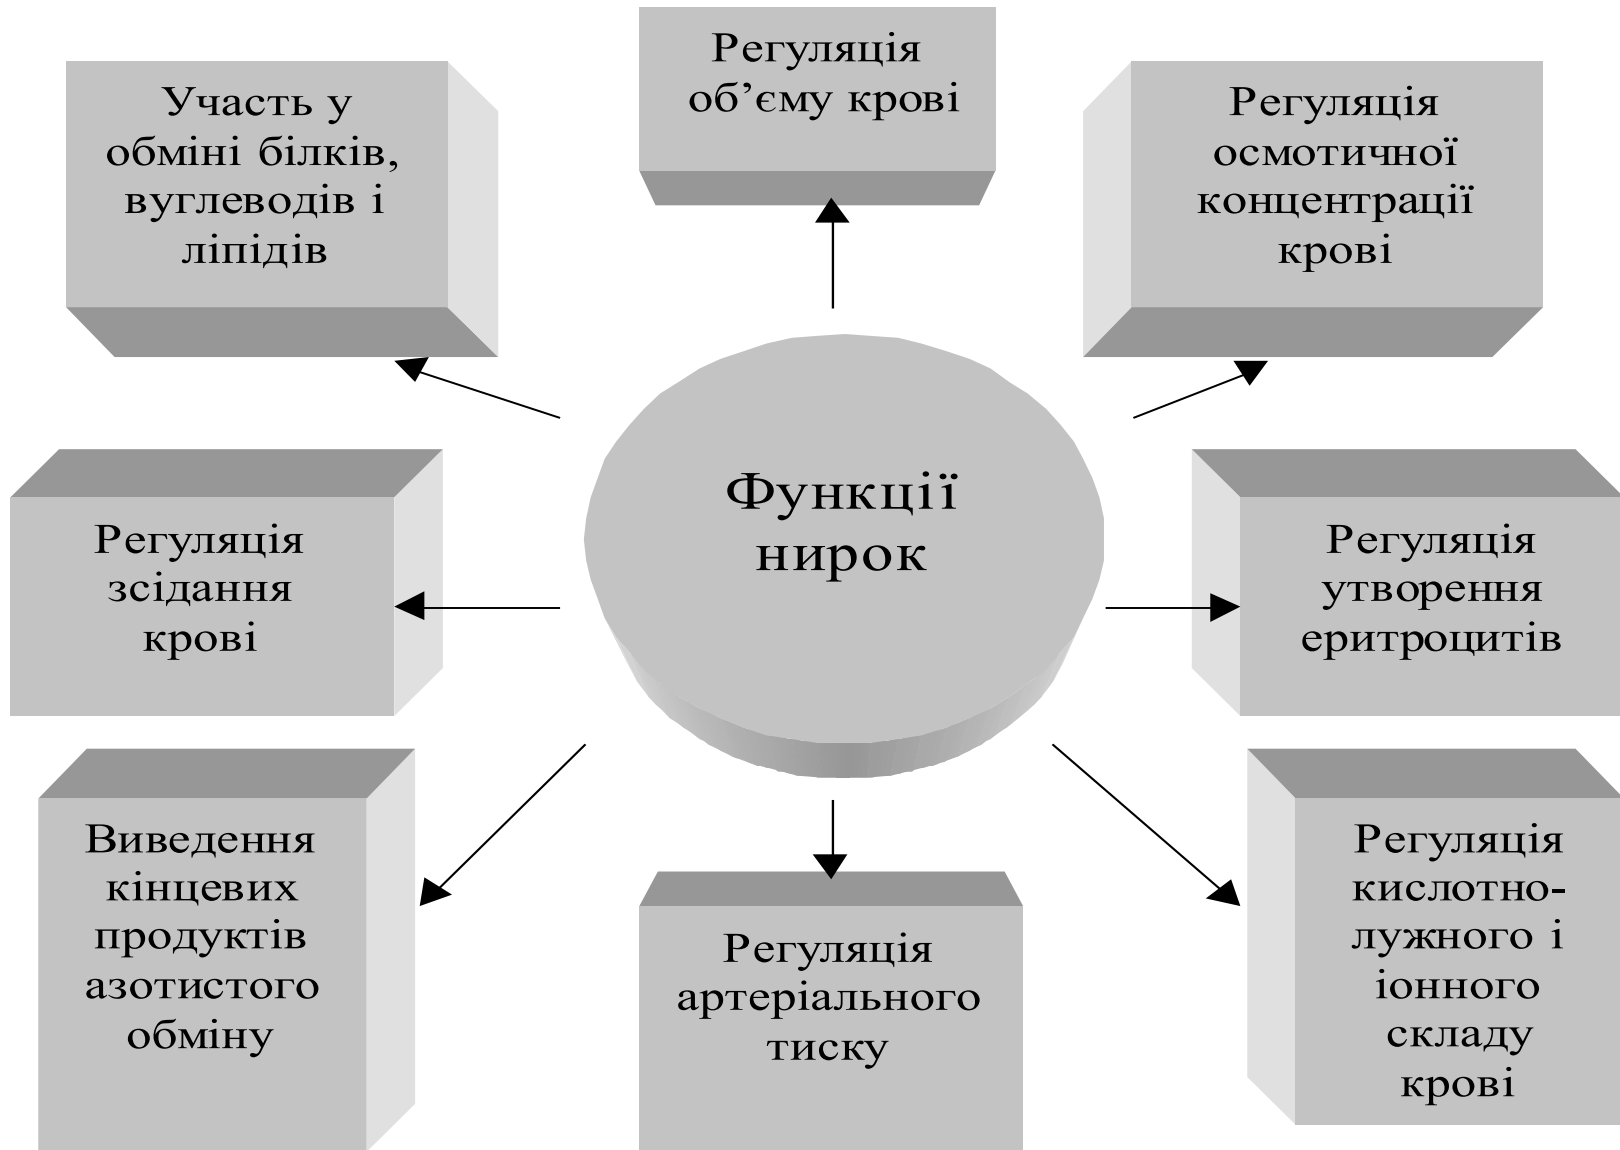 Регуляція
об’єму крові
Участь у
обміні білків,
вуглеводів і
ліпідів
Регуляція
осмотичної
концентрації
крові
Функції
нирок
Регуляція
зсідання
крові
Регуляція
утворення
еритроцитів
Виведення
кінцевих
продуктів
азотистого
обміну
Регуляція
артеріального
тиску
Регуляція
кислотно-
лужного і
іонного
складу
крові